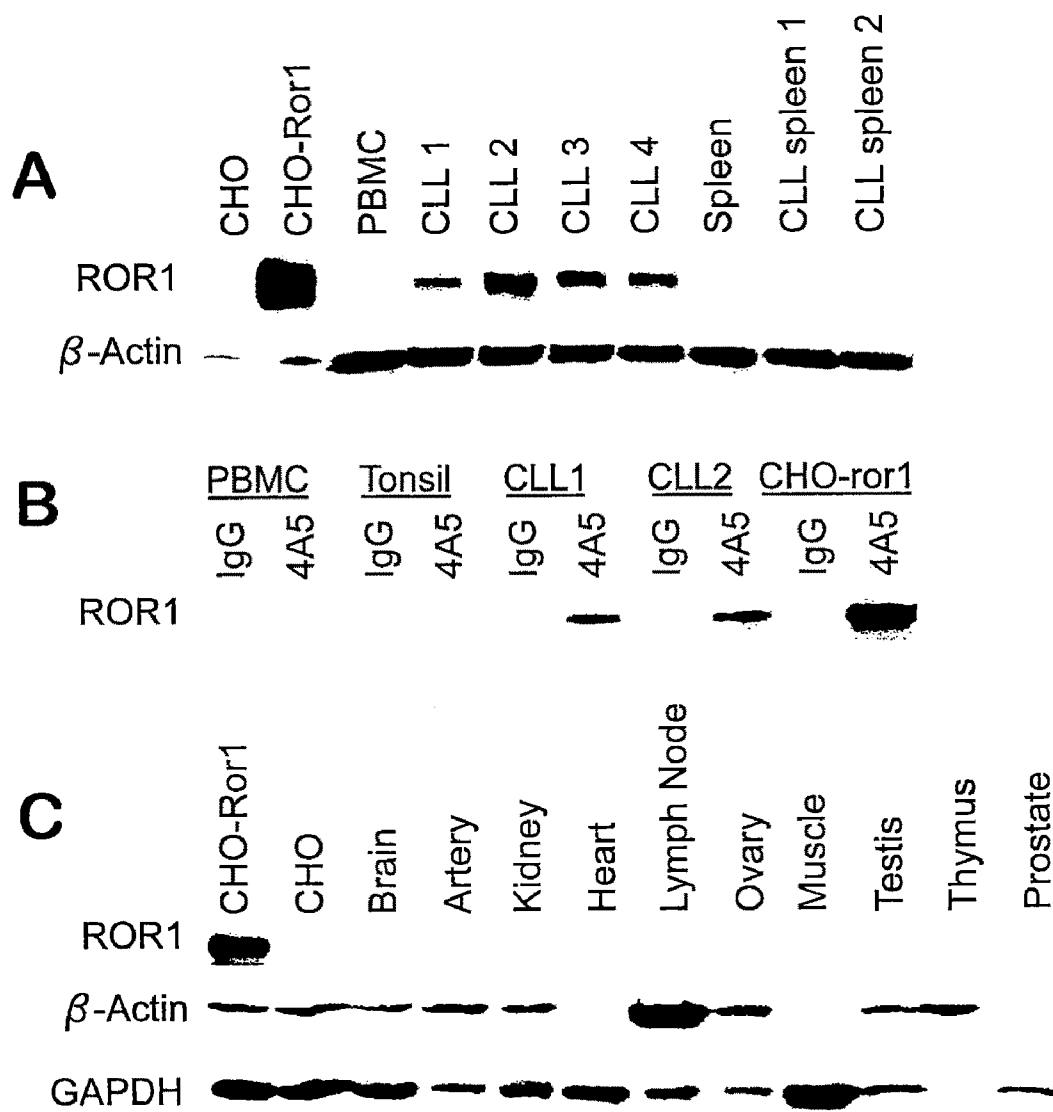 A
CHO
CHO-Ror1
PBMC
CLL 1
CLL 2
CLL 3
CLL 4
Spleen
CLL spleen 1
CLL spleen 2
ROR1
β-Actin
B
PBMC Tonsil CLL1 CLL2 CHO-ror1
IgG 4A5 IgG 4A5 IgG 4A5 IgG 4A5 IgG 4A5
ROR1
C
CHO-Ror1
CHO
Brain
Artery
Kidney
Heart
Lymph Node
Ovary
Muscle
Testis
Thymus
Prostate
ROR1
β-Actin
GAPDH